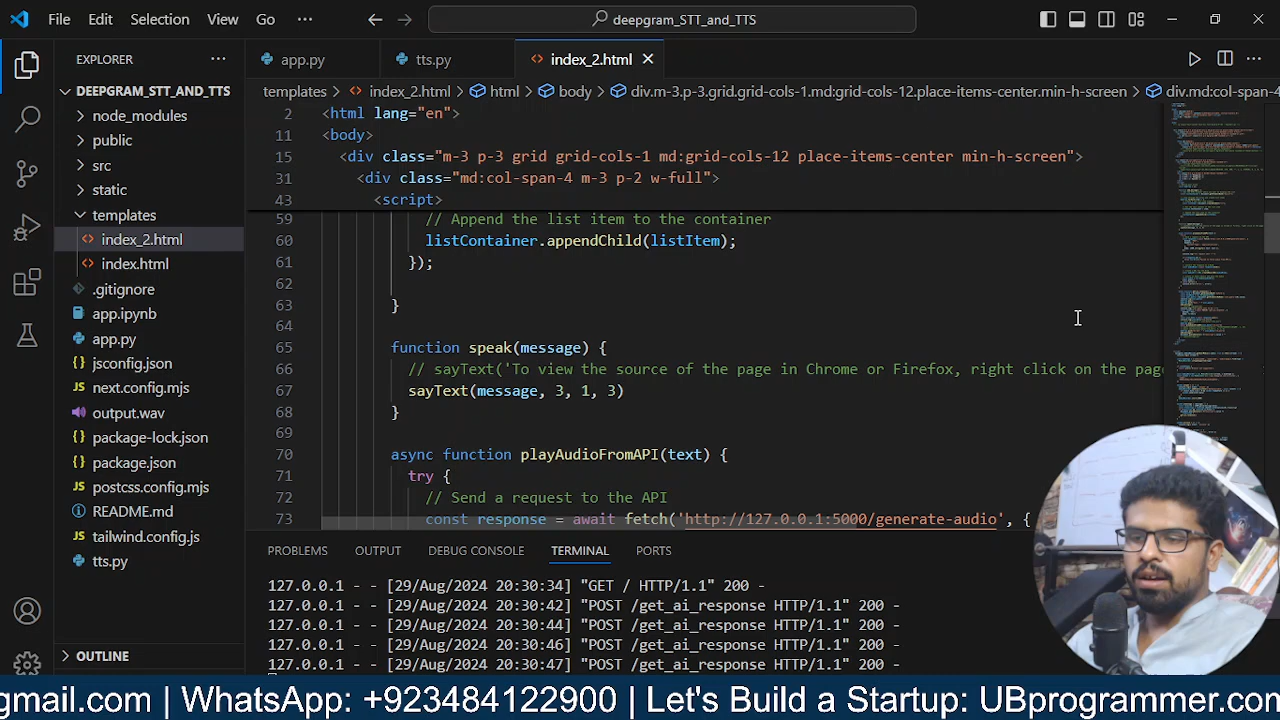 File Edit Selection View Go ··· deepgram_STT_and_TTS
EXPLORER ··· app.py tts.py <> index_2.html
DEEPGRAM_STT_AND_TTS
node_modules
public
src
static
templates
<> index_2.html
<> index.html
.gitignore
app.ipynb
app.py
JS jsconfig.json
JS next.config.mjs
output.wav
package-lock.json
{} package.json
JS postcss.config.mjs
README.md
JS tailwind.config.js
tts.py
OUTLINE
templates > <> index_2.html > html > body > div.m-3.p-3.grid.grid-cols-1.md:grid-cols-12.place-items-center.min-h-screen > div.md:col-span-4
2 <html lang="en">
11 <body>
15 <div class="m-3 p-3 grid grid-cols-1 md:grid-cols-12 place-items-center min-h-screen">
31 <div class="md:col-span-4 m-3 p-2 w-full">
43 <script>
59 // Append the list item to the container
60 listContainer.appendChild(listItem);
61 });
62
63 }
64
65 function speak(message) {
66 // sayText: To view the source of the page in Chrome or Firefox, right click on the page
67 sayText(message, 3, 1, 3)
68 }
69
70 async function playAudioFromAPI(text) {
71 try {
72 // Send a request to the API
73 const response = await fetch('http://127.0.0.1:5000/generate-audio', {
PROBLEMS OUTPUT DEBUG CONSOLE TERMINAL PORTS
127.0.0.1 - - [29/Aug/2024 20:30:34] "GET / HTTP/1.1" 200 -
127.0.0.1 - - [29/Aug/2024 20:30:42] "POST /get_ai_response HTTP/1.1" 200 -
127.0.0.1 - - [29/Aug/2024 20:30:44] "POST /get_ai_response HTTP/1.1" 200 -
127.0.0.1 - - [29/Aug/2024 20:30:46] "POST /get_ai_response HTTP/1.1" 200 -
127.0.0.1 - - [29/Aug/2024 20:30:47] "POST /get_ai_response HTTP/1.1" 200 -
gmail.com | WhatsApp: +923484122900 | Let's Build a Startup: UBprogrammer.com